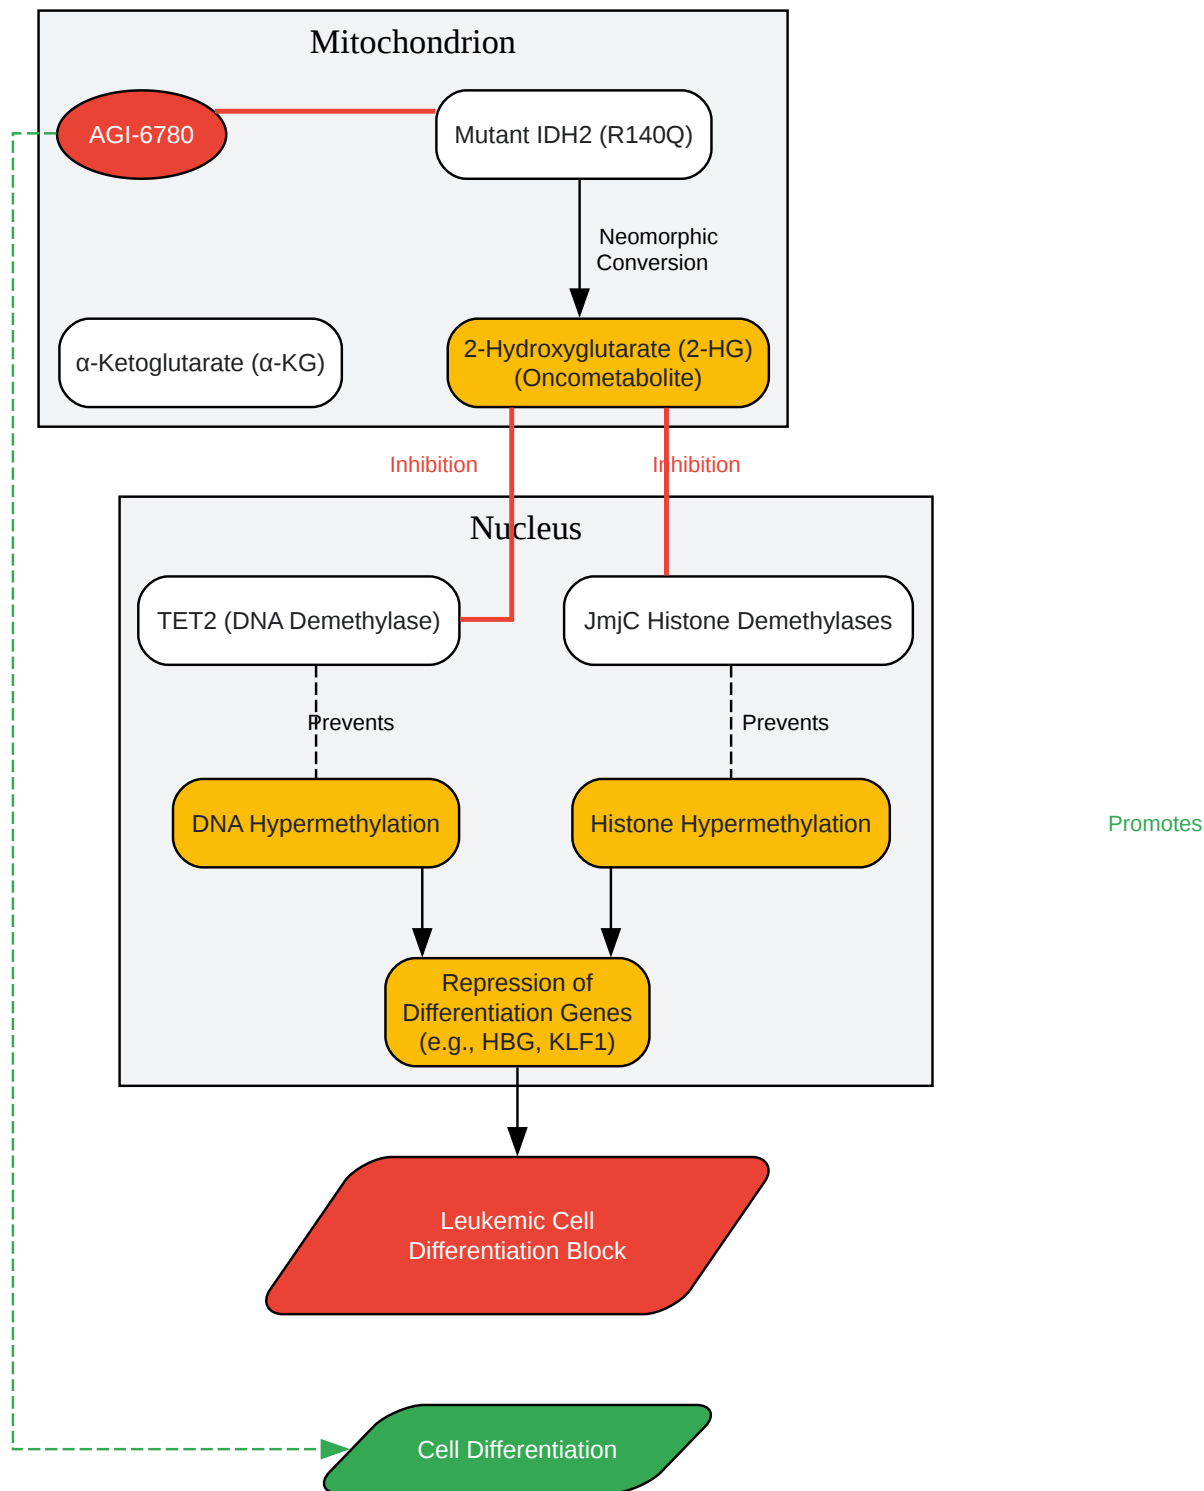 Mitochondrion
AGI-6780
Mutant IDH2 (R140Q)
Neomorphic
Conversion
α-Ketoglutarate (α-KG)
2-Hydroxyglutarate (2-HG)
(Oncometabolite)
Inhibition
Inhibition
Nucleus
TET2 (DNA Demethylase)
JmjC Histone Demethylases
Prevents
Prevents
DNA Hypermethylation
Histone Hypermethylation
Promotes
Repression of
Differentiation Genes
(e.g., HBG, KLF1)
Leukemic Cell
Differentiation Block
Cell Differentiation